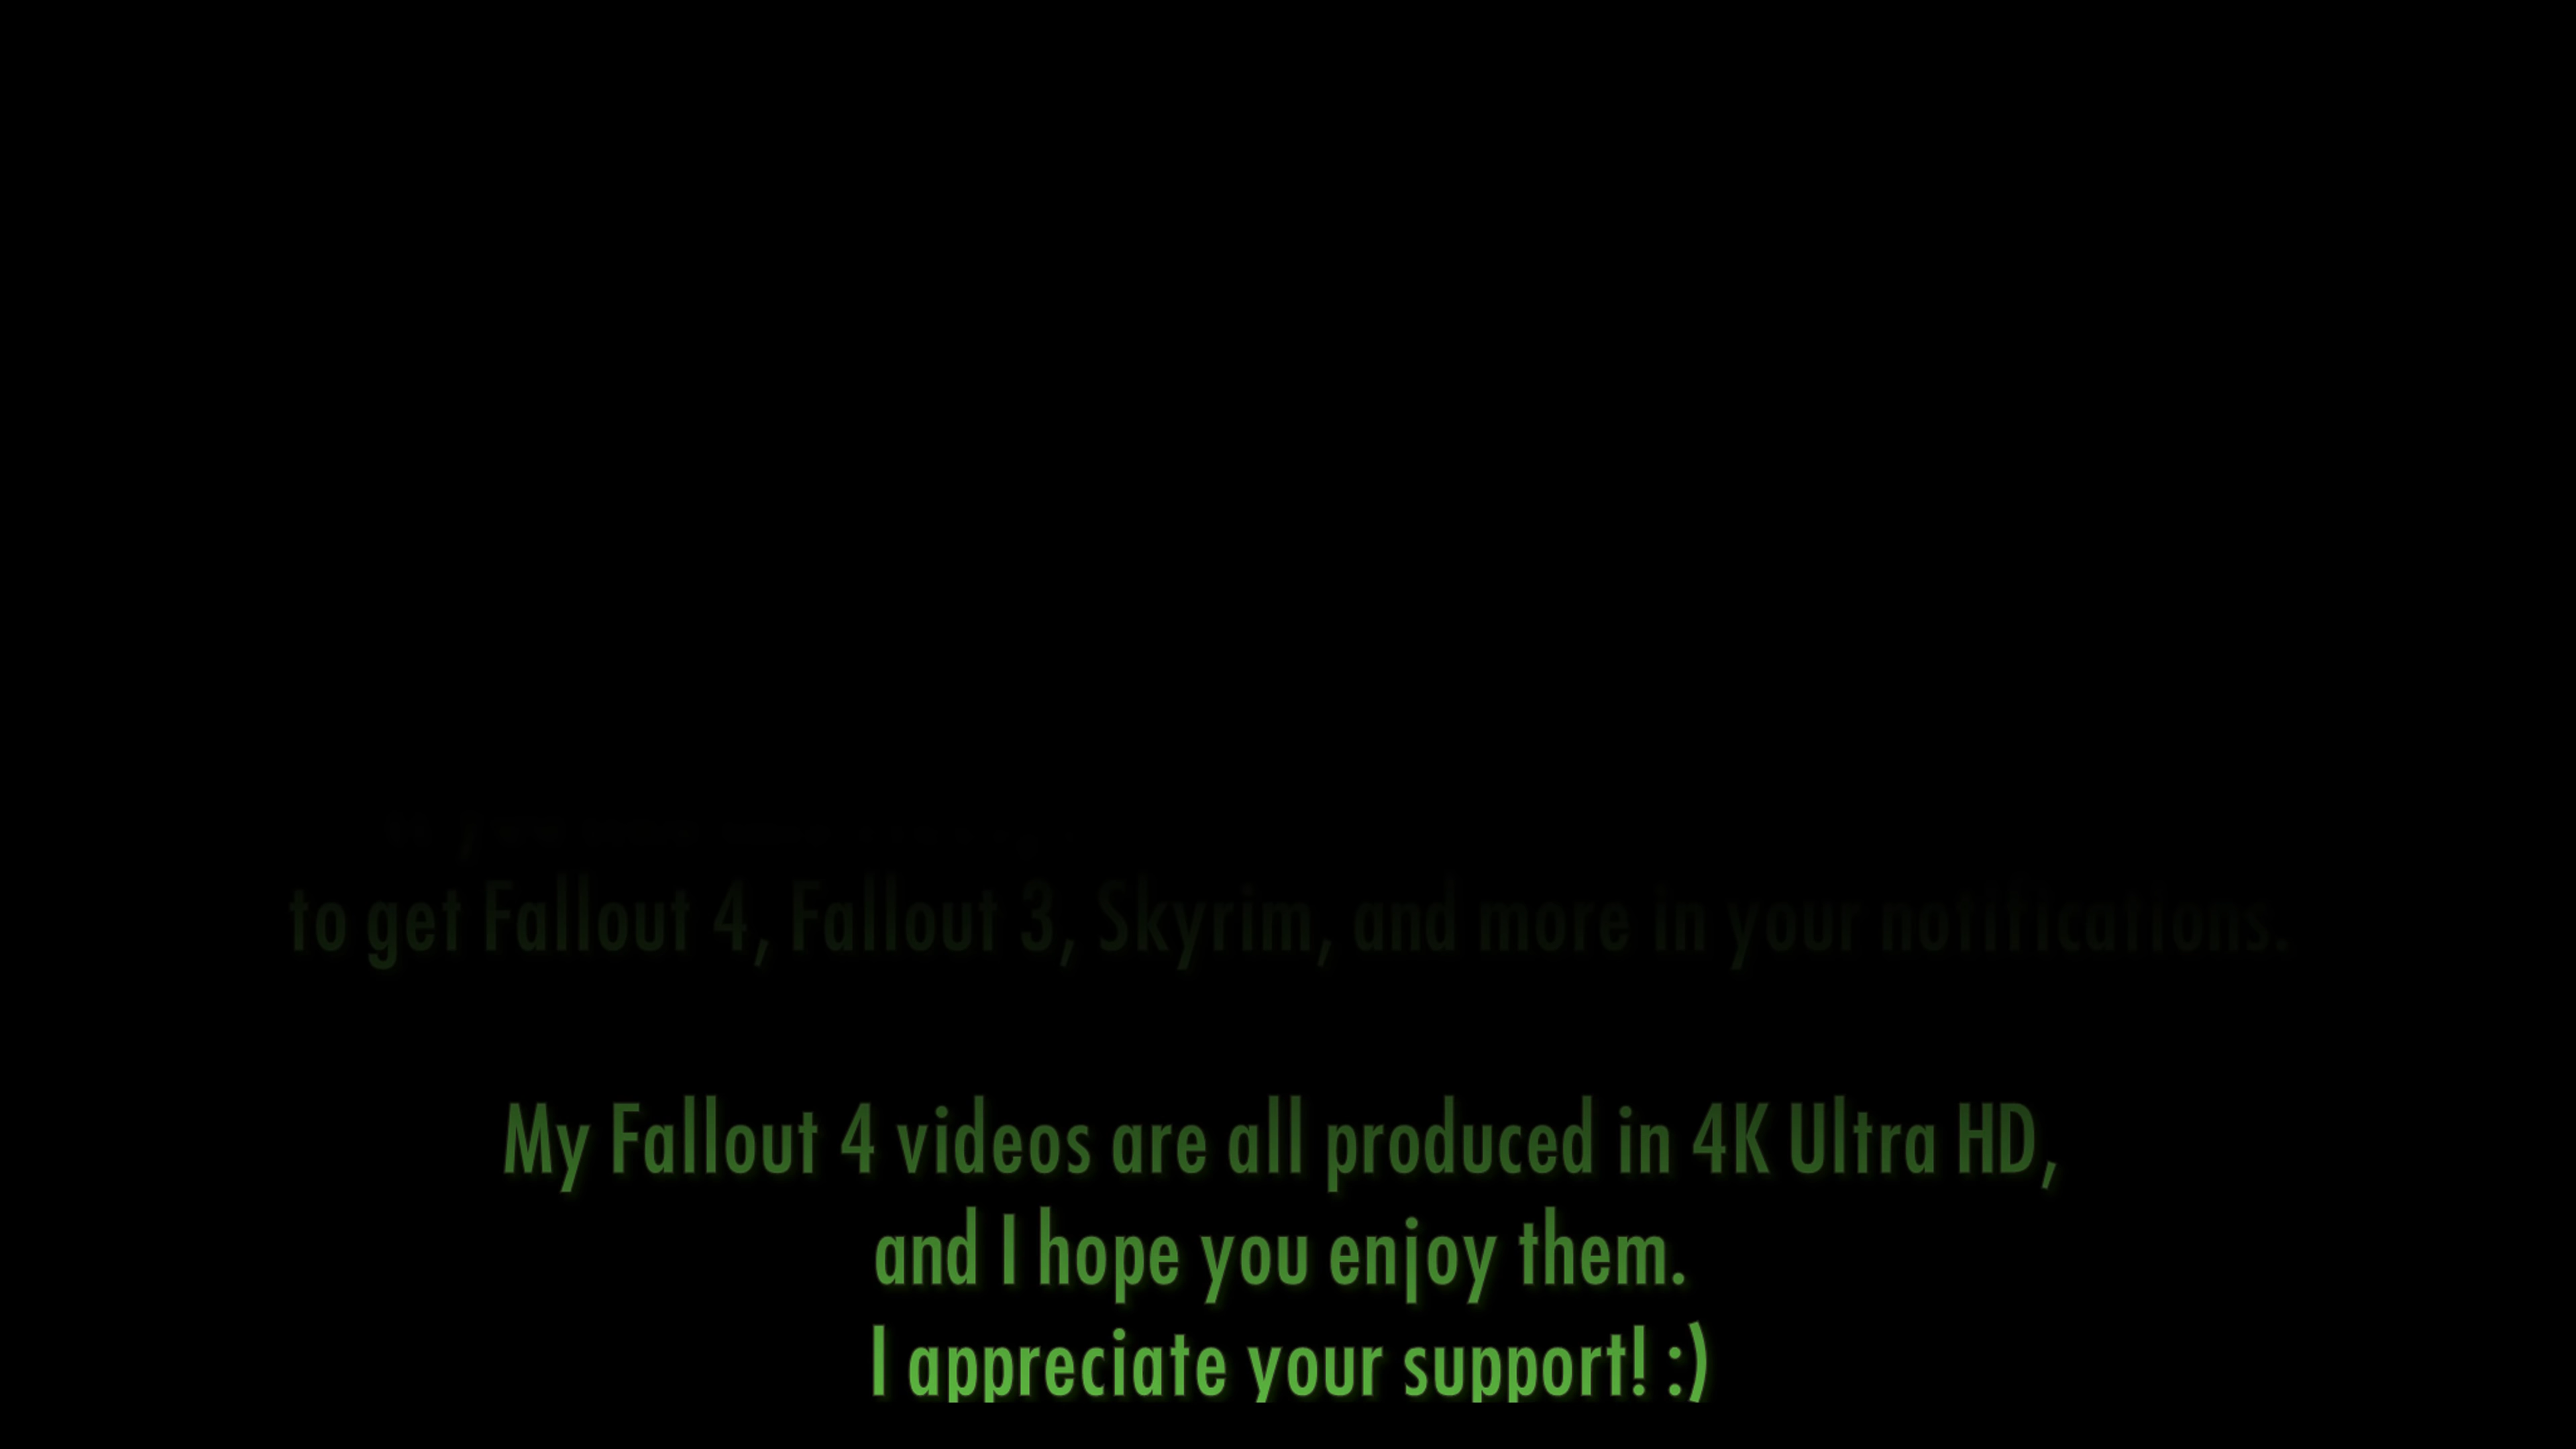 to get Fallout 4, Fallout 3, Skyrim, and more in your notifications.
My Fallout 4 videos are all produced in 4K Ultra HD,
and I hope you enjoy them.
I appreciate your support! :)